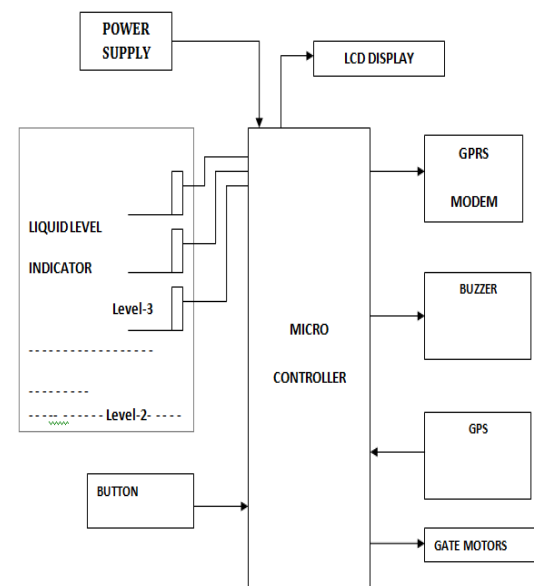 POWER
SUPPLY
LCD DISPLAY
GPRS
MODEM
LIQUID LEVEL
INDICATOR
Level-3
Level-2
MICRO
CONTROLLER
BUZZER
GPS
BUTTON
GATE MOTORS